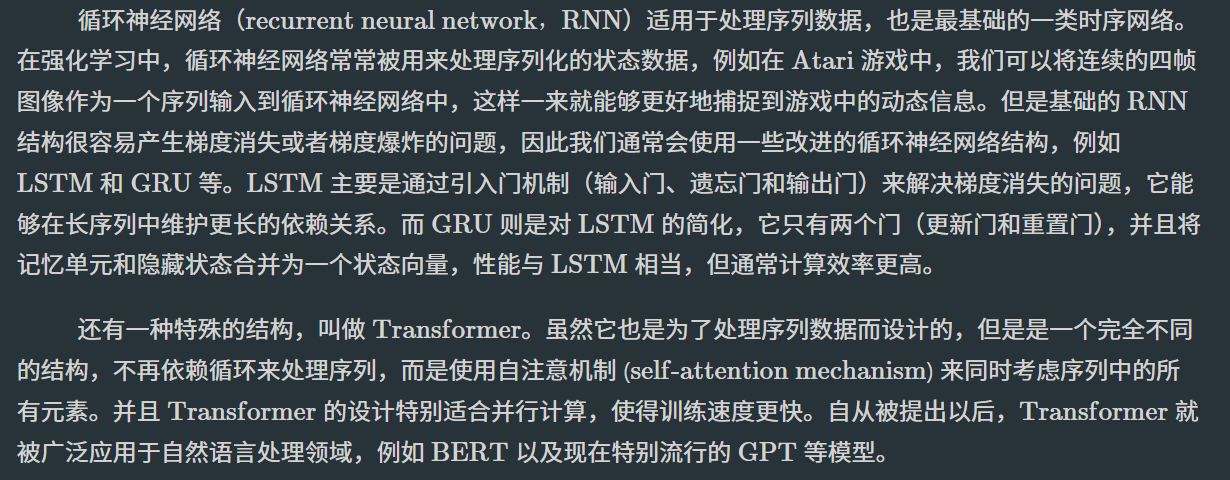 循环神经网络（recurrent neural network，RNN）适用于处理序列数据，也是最基础的一类时序网络。
在强化学习中，循环神经网络常常被用来处理序列化的状态数据，例如在 Atari 游戏中，我们可以将连续的四帧
图像作为一个序列输入到循环神经网络中，这样一来就能够更好地捕捉到游戏中的动态信息。但是基础的 RNN
结构很容易产生梯度消失或者梯度爆炸的问题，因此我们通常会使用一些改进的循环神经网络结构，例如
LSTM 和 GRU 等。LSTM 主要是通过引入门机制（输入门、遗忘门和输出门）来解决梯度消失的问题，它能
够在长序列中维护更长的依赖关系。而 GRU 则是对 LSTM 的简化，它只有两个门（更新门和重置门），并且将
记忆单元和隐藏状态合并为一个状态向量，性能与 LSTM 相当，但通常计算效率更高。
还有一种特殊的结构，叫做 Transformer。虽然它也是为了处理序列数据而设计的，但是是一个完全不同
的结构，不再依赖循环来处理序列，而是使用自注意机制 (self-attention mechanism) 来同时考虑序列中的所
有元素。并且 Transformer 的设计特别适合并行计算，使得训练速度更快。自从被提出以后，Transformer 就
被广泛应用于自然语言处理领域，例如 BERT 以及现在特别流行的 GPT 等模型。